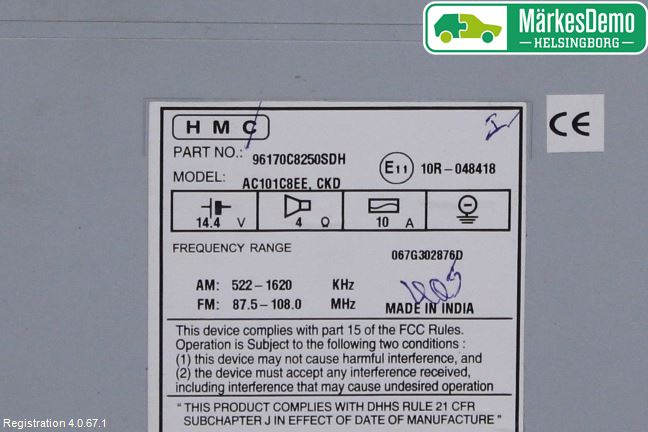 MärkesDemo
HELSINGBORG
HMC
PART NO.: 96170C8250SDH
MODEL: AC101C8EE, CKD
E11 10R-048418
CE
14.4 V 4 Ω 10 A
FREQUENCY RANGE
067G302876D
AM: 522-1620 KHz
FM: 87.5-108.0 MHz
MADE IN INDIA
This device complies with part 15 of the FCC Rules.
Operation is Subject to the following two conditions :
(1) this device may not cause harmful interference, and
(2) the device must accept any interference received,
including interference that may cause undesired operation
" THIS PRODUCT COMPLIES WITH DHHS RULE 21 CFR
SUBCHAPTER J IN EFFECT OF DATE OF MANUFACTURE "
Registration 4.0.67.1